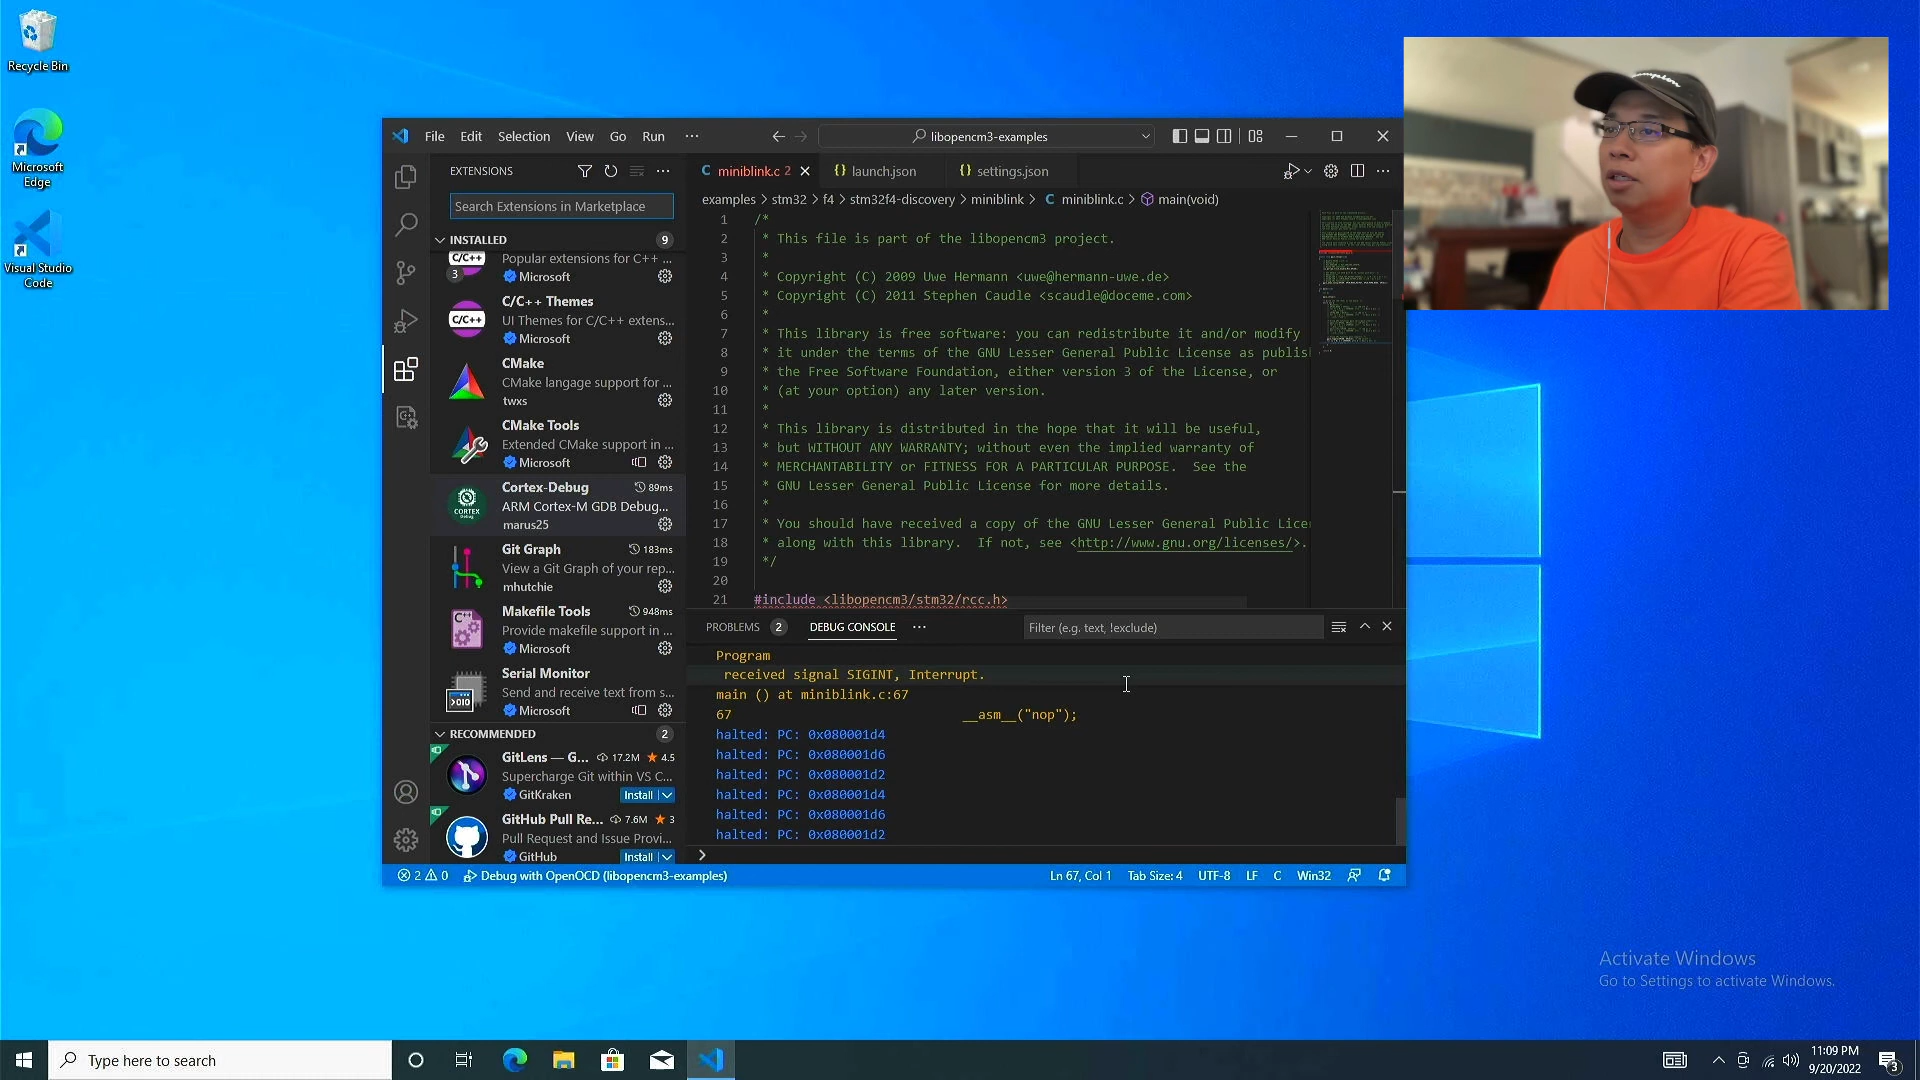 Recycle Bin
Microsoft
Edge
Visual Studio
Code
File Edit Selection View Go Run ···
libopencm3-examples
EXTENSIONS
Search Extensions in Marketplace
INSTALLED 9
C/C++
3
Popular extensions for C++ ...
Microsoft
C/C++ Themes
C/C++
UI Themes for C/C++ extens...
Microsoft
CMake
CMake langage support for ...
twxs
CMake Tools
Extended CMake support in ...
Microsoft
Cortex-Debug 89ms
CORTEX
Debug
ARM Cortex-M GDB Debug...
marus25
Git Graph 183ms
View a Git Graph of your rep...
mhutchie
Makefile Tools 948ms
C++
Provide makefile support in ...
Microsoft
Serial Monitor
Send and receive text from s...
Microsoft
RECOMMENDED 2
GitLens — G... 17.2M 4.5
Supercharge Git within VS C...
GitKraken Install
GitHub Pull Re... 7.6M 3
Pull Request and Issue Provi...
GitHub Install
C miniblink.c 2 {} launch.json {} settings.json
examples > stm32 > f4 > stm32f4-discovery > miniblink > C miniblink.c > main(void)
1 /*
2 * This file is part of the libopencm3 project.
3 *
4 * Copyright (C) 2009 Uwe Hermann <uwe@hermann-uwe.de>
5 * Copyright (C) 2011 Stephen Caudle <scaudle@doceme.com>
6 *
7 * This library is free software: you can redistribute it and/or modify
8 * it under the terms of the GNU Lesser General Public License as publis
9 * the Free Software Foundation, either version 3 of the License, or
10 * (at your option) any later version.
11 *
12 * This library is distributed in the hope that it will be useful,
13 * but WITHOUT ANY WARRANTY; without even the implied warranty of
14 * MERCHANTABILITY or FITNESS FOR A PARTICULAR PURPOSE.  See the
15 * GNU Lesser General Public License for more details.
16 *
17 * You should have received a copy of the GNU Lesser General Public Lice
18 * along with this library.  If not, see <http://www.gnu.org/licenses/>.
19 */
20
21 #include <libopencm3/stm32/rcc.h>
PROBLEMS 2 DEBUG CONSOLE ···
Filter (e.g. text, !exclude)
Program
received signal SIGINT, Interrupt.
main () at miniblink.c:67
67 __asm__("nop");
halted: PC: 0x080001d4
halted: PC: 0x080001d6
halted: PC: 0x080001d2
halted: PC: 0x080001d4
halted: PC: 0x080001d6
halted: PC: 0x080001d2
2 0 Debug with OpenOCD (libopencm3-examples)
Ln 67, Col 1 Tab Size: 4 UTF-8 LF C Win32
Activate Windows
Go to Settings to activate Windows.
Type here to search
11:09 PM
9/20/2022
3